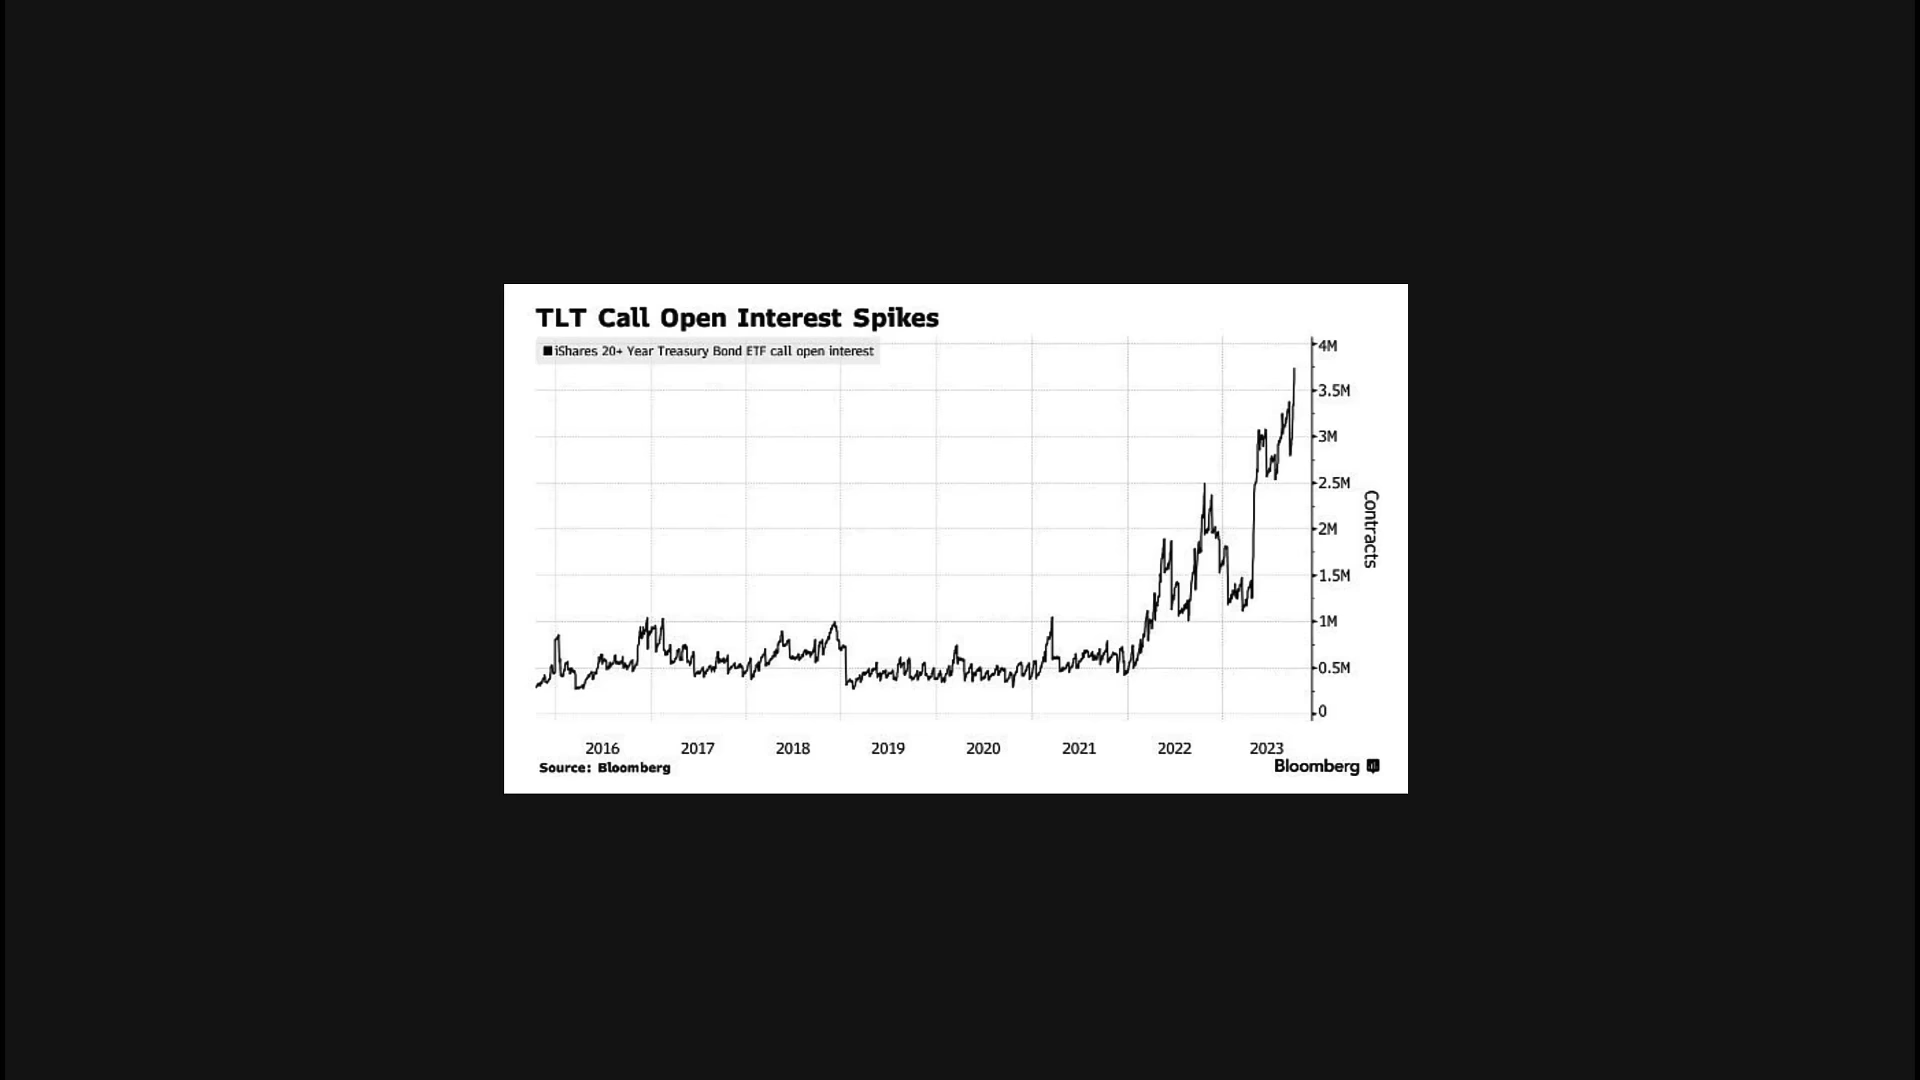 TLT Call Open Interest Spikes
iShares 20+ Year Treasury Bond ETF call open interest
4M
3.5M
3M
2.5M
2M
1.5M
1M
0.5M
0
Contracts
2016 2017 2018 2019 2020 2021 2022 2023
Source: Bloomberg
Bloomberg